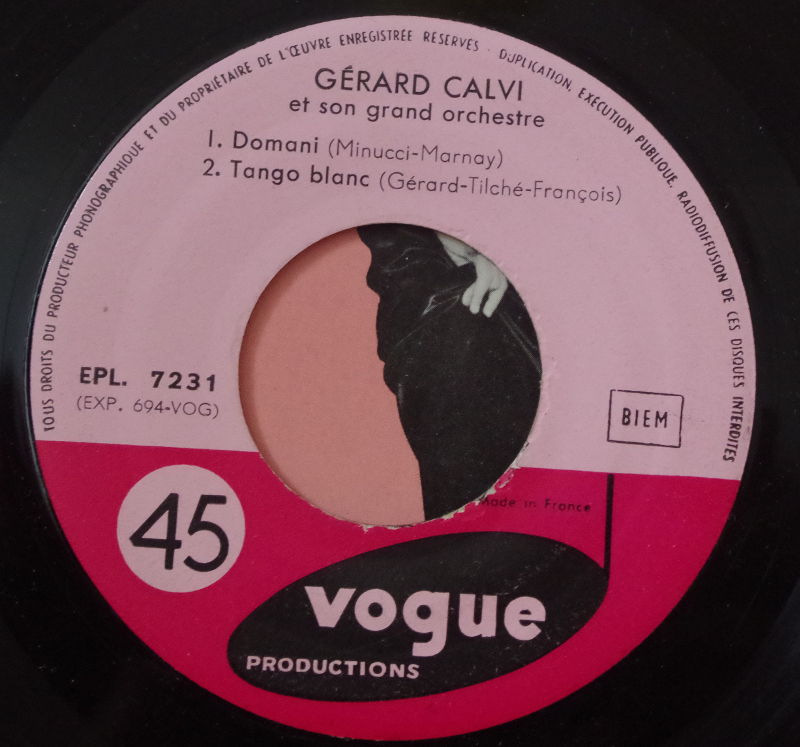 TOUS DROITS DU PRODUCTEUR PHONOGRAPHIQUE ET DU PROPRIÉTAIRE DE L'ŒUVRE ENREGISTRÉE RÉSERVÉS - DUPLICATION, EXÉCUTION PUBLIQUE, RADIODIFFUSION DE CES DISQUES INTERDITES
GÉRARD CALVI
et son grand orchestre
1. Domani (Minucci-Marnay)
2. Tango blanc (Gérard-Tilché-François)
EPL. 7231
(EXP. 694-VOG)
BIEM
45
Made in France
vogue
PRODUCTIONS